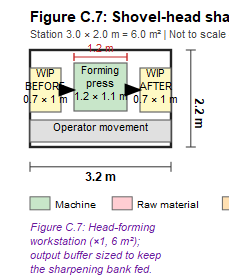 Figure C.7: Shovel-head sha
Station 3.0 × 2.0 m = 6.0 m² | Not to scale
1.2 m
WIP
BEFORE
0.7 × 1 m
Forming
press
1.2 × 1.1 m
WIP
AFTER
0.7 × 1 m
Operator movement
2.2 m
3.2 m
Machine
Raw material
Figure C.7: Head-forming
workstation (×1, 6 m²);
output buffer sized to keep
the sharpening bank fed.